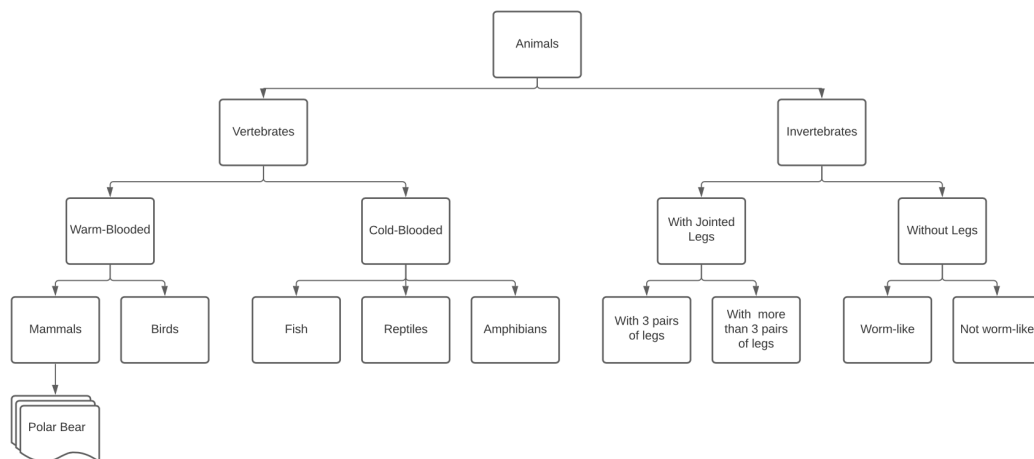 Animals
Vertebrates
Invertebrates
Warm-Blooded
Cold-Blooded
With Jointed
Legs
Without Legs
Mammals
Birds
Fish
Reptiles
Amphibians
With 3 pairs
of legs
With more
than 3 pairs
of legs
Worm-like
Not worm-like
Polar Bear